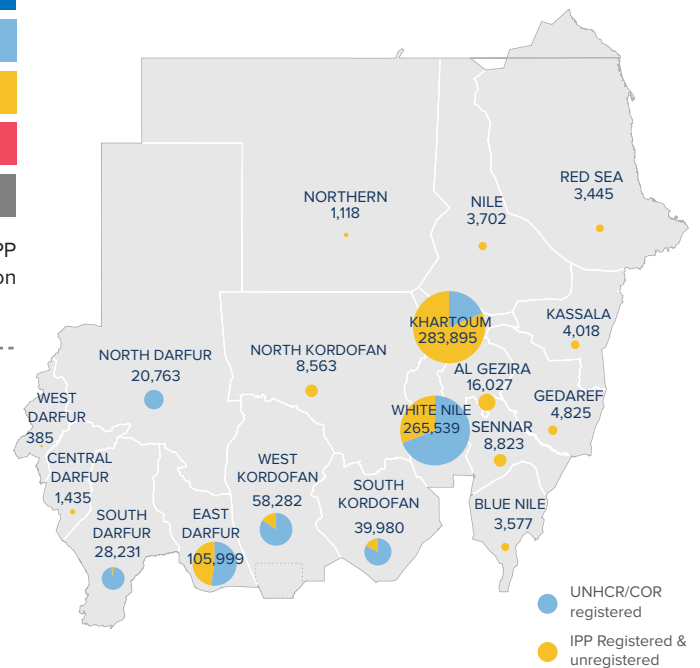 PP
on
RED SEA
3,445
NORTHERN
1,118
NILE
3,702
KHARTOUM
283,895
KASSALA
4,018
NORTH DARFUR
20,763
NORTH KORDOFAN
8,563
AL GEZIRA
16,027
GEDAREF
4,825
WEST
DARFUR
385
WHITE NILE
265,539
SENNAR
8,823
CENTRAL
DARFUR
1,435
WEST
KORDOFAN
58,282
SOUTH
KORDOFAN
39,980
SOUTH
DARFUR
28,231
EAST
DARFUR
105,999
BLUE NILE
3,577
UNHCR/COR
registered
IPP Registered &
unregistered